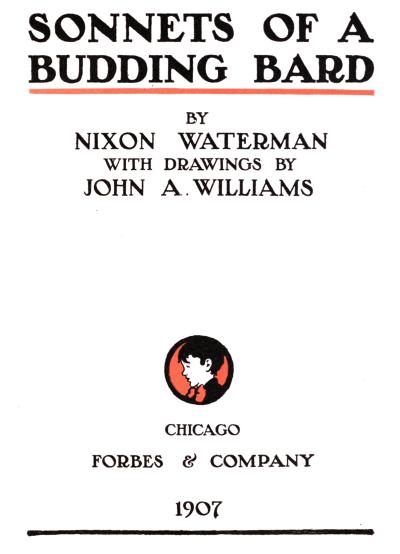 SONNETS OF A
BUDDING BARD
BY
NIXON WATERMAN
WITH DRAWINGS BY
JOHN A. WILLIAMS
CHICAGO
FORBES & COMPANY
1907